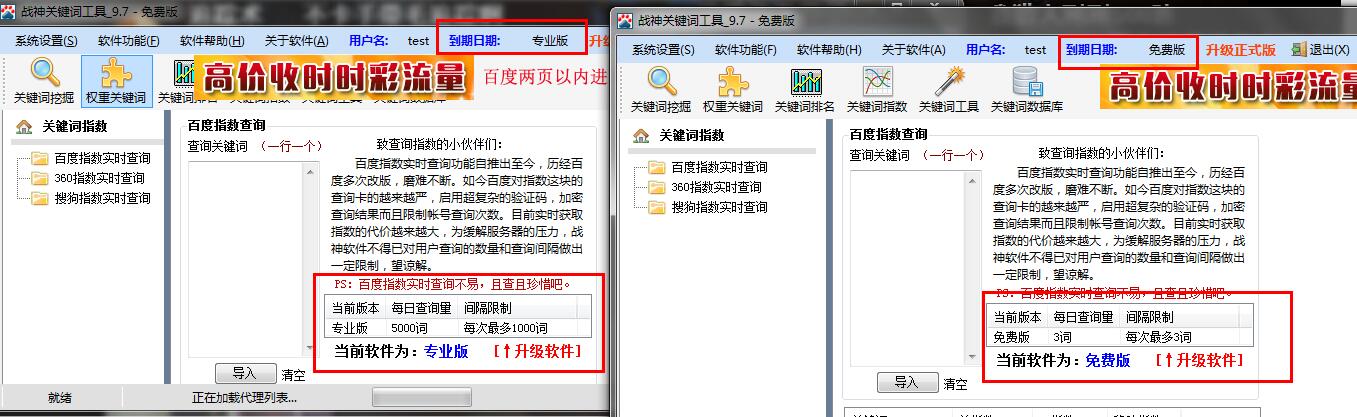 战神关键词工具_9.7 - 免费版
系统设置(S) 软件功能(F) 软件帮助(H) 关于软件(A) 用户名: test 到期日期: 专业版 升级
关键词挖掘 权重关键词
高价收时时彩流量
百度两页以内进
关键词指数
百度指数实时查询
360指数实时查询
搜狗指数实时查询
百度指数查询
查询关键词 （一行一个）
致查询指数的小伙伴们：
百度指数实时查询功能自推出至今，历经百
度多次改版，磨难不断。如今百度对指数这块的
查询卡的越来越严，启用超复杂的验证码，加密
查询结果而且限制帐号查询次数。目前实时获取
指数的代价越来越大，为缓解服务器的压力，战
神软件不得已对用户查询的数量和查询间隔做出
一定限制，望谅解。
PS：百度指数实时查询不易，且查且珍惜吧。
当前版本 每日查询量 间隔限制
专业版 5000词 每次最多1000词
当前软件为：专业版 [↑升级软件]
导入 清空
就绪 正在加载代理列表...
战神关键词工具_9.7 - 免费版
系统设置(S) 软件功能(F) 软件帮助(H) 关于软件(A) 用户名: test 到期日期: 免费版 升级正式版 退出(X)
关键词挖掘 权重关键词 关键词排名 关键词指数 关键词工具 关键词数据库
高价收时时彩流量
关键词指数
百度指数实时查询
360指数实时查询
搜狗指数实时查询
百度指数查询
查询关键词 （一行一个）
致查询指数的小伙伴们：
百度指数实时查询功能自推出至今，历经百
度多次改版，磨难不断。如今百度对指数这块的
查询卡的越来越严，启用超复杂的验证码，加密
查询结果而且限制帐号查询次数。目前实时获取
指数的代价越来越大，为缓解服务器的压力，战
神软件不得已对用户查询的数量和查询间隔做出
一定限制，望谅解。
PS：百度指数实时查询不易，且查且珍惜吧。
当前版本 每日查询量 间隔限制
免费版 3词 每次最多3词
当前软件为：免费版 [↑升级软件]
导入 清空